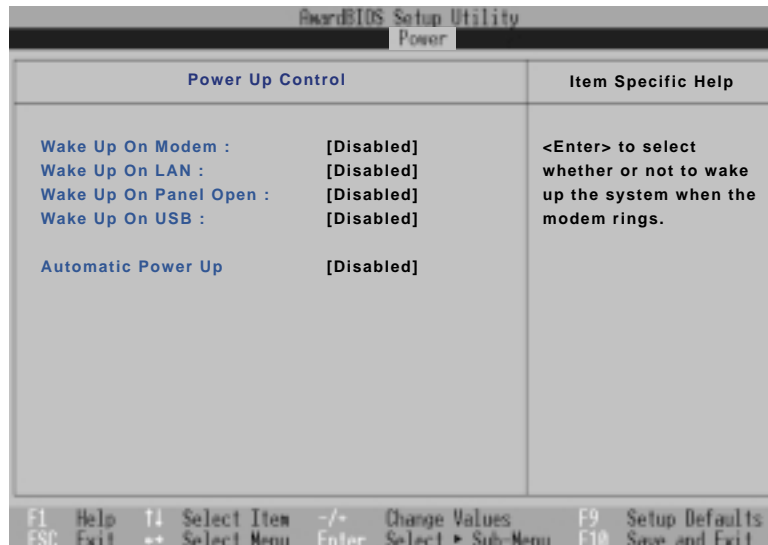 AwardBIOS Setup Utility
Power
Power Up Control
Item Specific Help
Wake Up On Modem : [Disabled]
Wake Up On LAN : [Disabled]
Wake Up On Panel Open : [Disabled]
Wake Up On USB : [Disabled]
Automatic Power Up [Disabled]
<Enter> to select
whether or not to wake
up the system when the
modem rings.
F1 Help ↑↓ Select Item -/+ Change Values F9 Setup Defaults
ESC Exit ←→ Select Menu Enter Select ► Sub-Menu F10 Save and Exit